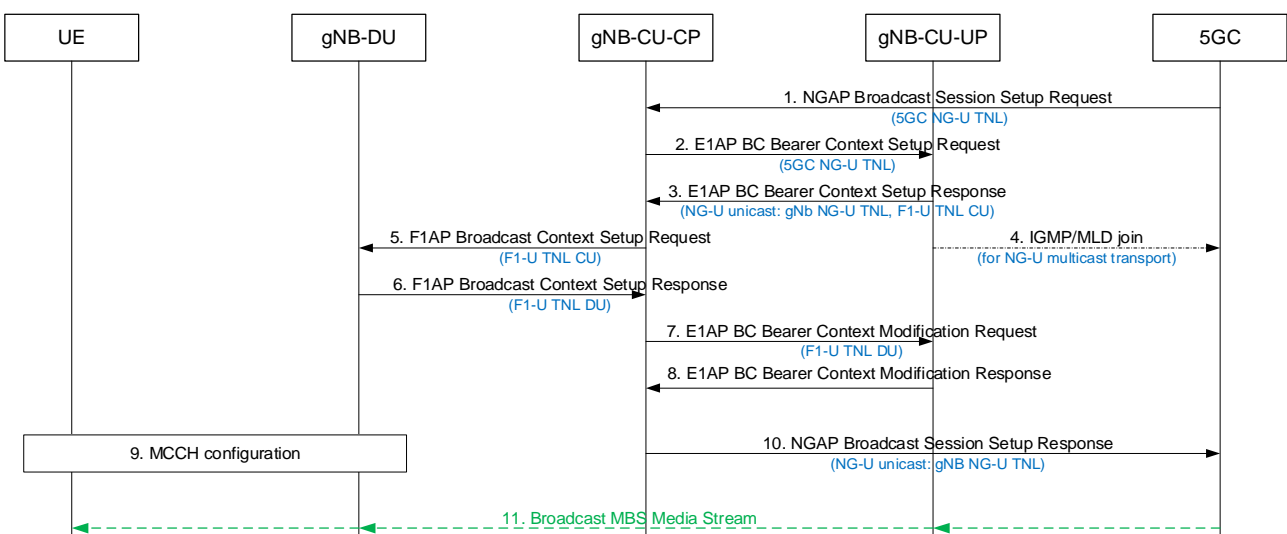 UE
gNB-DU
gNB-CU-CP
gNB-CU-UP
5GC
1. NGAP Broadcast Session Setup Request
(5GC NG-U TNL)
2. E1AP BC Bearer Context Setup Request
(5GC NG-U TNL)
3. E1AP BC Bearer Context Setup Response
(NG-U unicast: gNb NG-U TNL, F1-U TNL CU)
5. F1AP Broadcast Context Setup Request
(F1-U TNL CU)
4. IGMP/MLD join
(for NG-U multicast transport)
6. F1AP Broadcast Context Setup Response
(F1-U TNL DU)
7. E1AP BC Bearer Context Modification Request
(F1-U TNL DU)
8. E1AP BC Bearer Context Modification Response
9. MCCH configuration
10. NGAP Broadcast Session Setup Response
(NG-U unicast: gNB NG-U TNL)
11. Broadcast MBS Media Stream